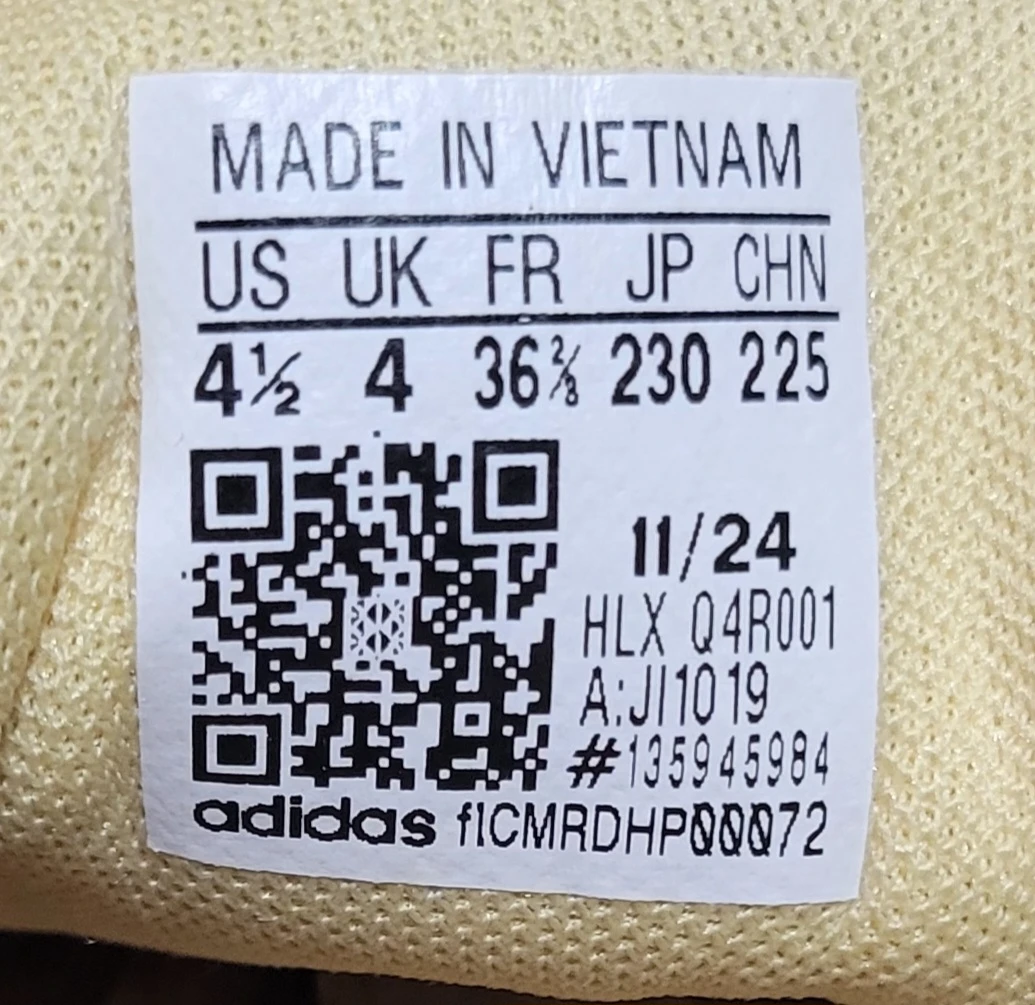 MADE IN VIETNAM
US UK FR JP CHN
4½ 4 36⅔ 230 225
11/24
HLX Q4R001
A:JI1019
#135945984
adidas f1CMRDHP00072